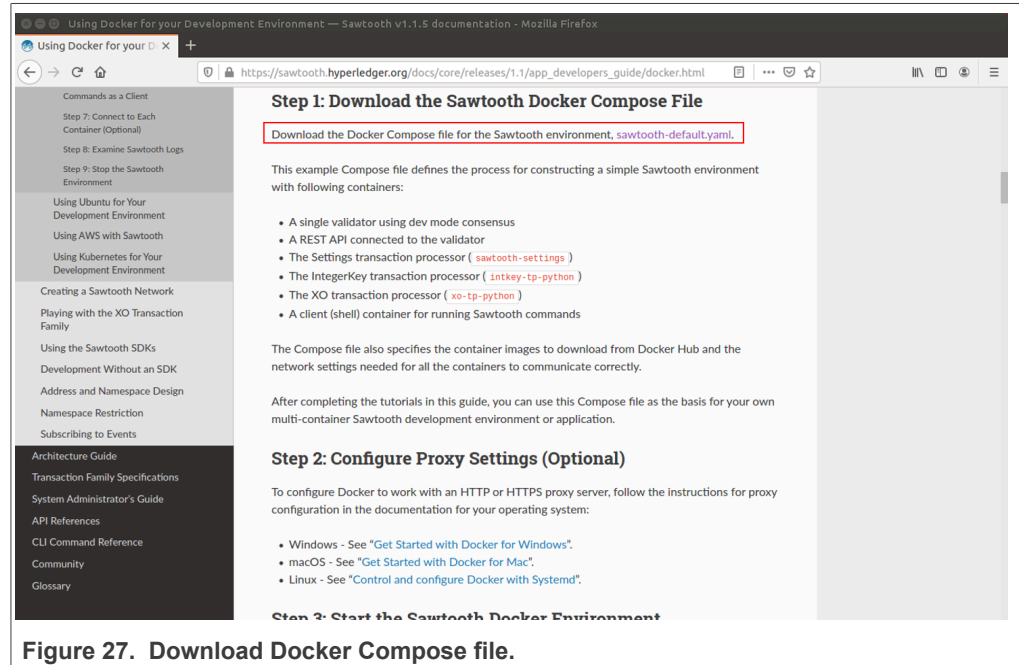 Using Docker for your Development Environment — Sawtooth v1.1.5 documentation - Mozilla Firefox
Using Docker for your D
https://sawtooth.hyperledger.org/docs/core/releases/1.1/app_developers_guide/docker.html
Commands as a Client
Step 7: Connect to Each
Container (Optional)
Step 8: Examine Sawtooth Logs
Step 9: Stop the Sawtooth
Environment
Using Ubuntu for Your
Development Environment
Using AWS with Sawtooth
Using Kubernetes for Your
Development Environment
Creating a Sawtooth Network
Playing with the XO Transaction
Family
Using the Sawtooth SDKs
Development Without an SDK
Address and Namespace Design
Namespace Restriction
Subscribing to Events
Architecture Guide
Transaction Family Specifications
System Administrator's Guide
API References
CLI Command Reference
Community
Glossary
Step 1: Download the Sawtooth Docker Compose File
Download the Docker Compose file for the Sawtooth environment, sawtooth-default.yaml.
This example Compose file defines the process for constructing a simple Sawtooth environment
with following containers:
• A single validator using dev mode consensus
• A REST API connected to the validator
• The Settings transaction processor ( sawtooth-settings )
• The IntegerKey transaction processor ( intkey-tp-python )
• The XO transaction processor ( xo-tp-python )
• A client (shell) container for running Sawtooth commands
The Compose file also specifies the container images to download from Docker Hub and the
network settings needed for all the containers to communicate correctly.
After completing the tutorials in this guide, you can use this Compose file as the basis for your own
multi-container Sawtooth development environment or application.
Step 2: Configure Proxy Settings (Optional)
To configure Docker to work with an HTTP or HTTPS proxy server, follow the instructions for proxy
configuration in the documentation for your operating system:
• Windows - See “Get Started with Docker for Windows”.
• macOS - See “Get Started with Docker for Mac”.
• Linux - See “Control and configure Docker with Systemd”.
Step 3: Start the Sawtooth Docker Environment
Figure 27. Download Docker Compose file.